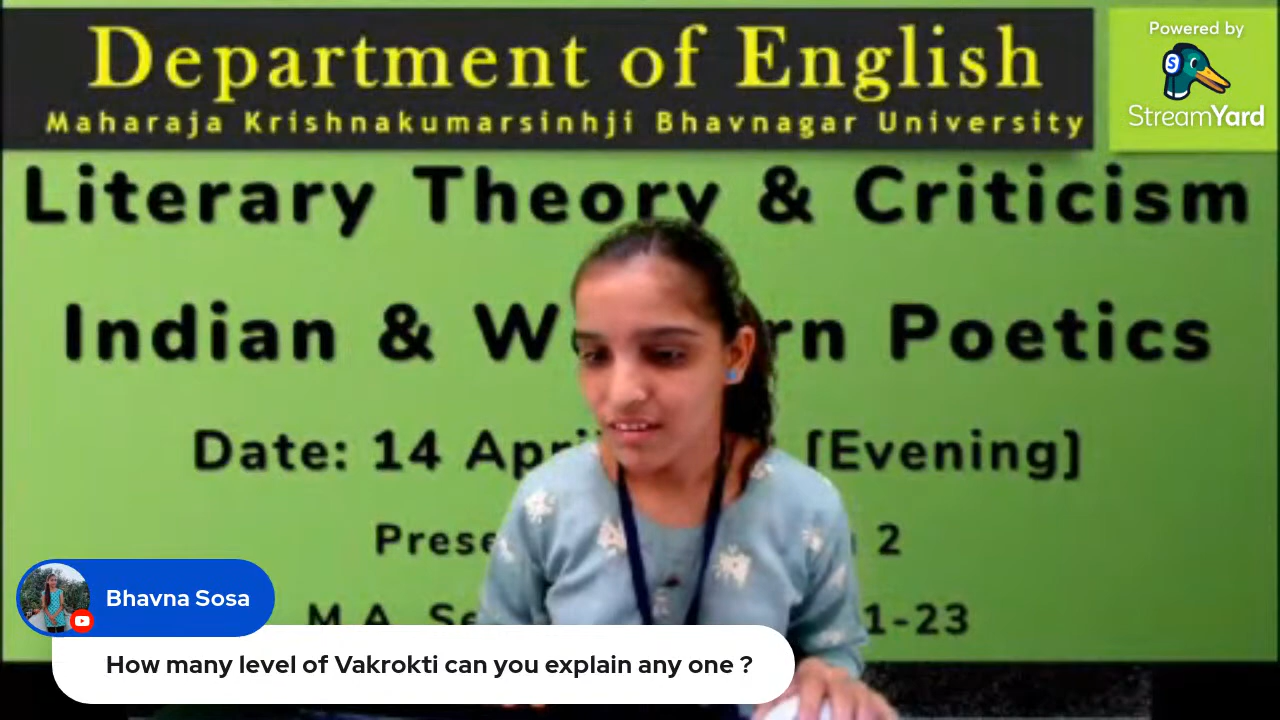 Department of English
Maharaja Krishnakumarsinhji Bhavnagar University
Powered by
S
StreamYard
Literary Theory & Criticism
Indian & W rn Poetics
Date: 14 Apri [Evening]
Prese 2
M.A. Se 1-23
Bhavna Sosa
How many level of Vakrokti can you explain any one ?